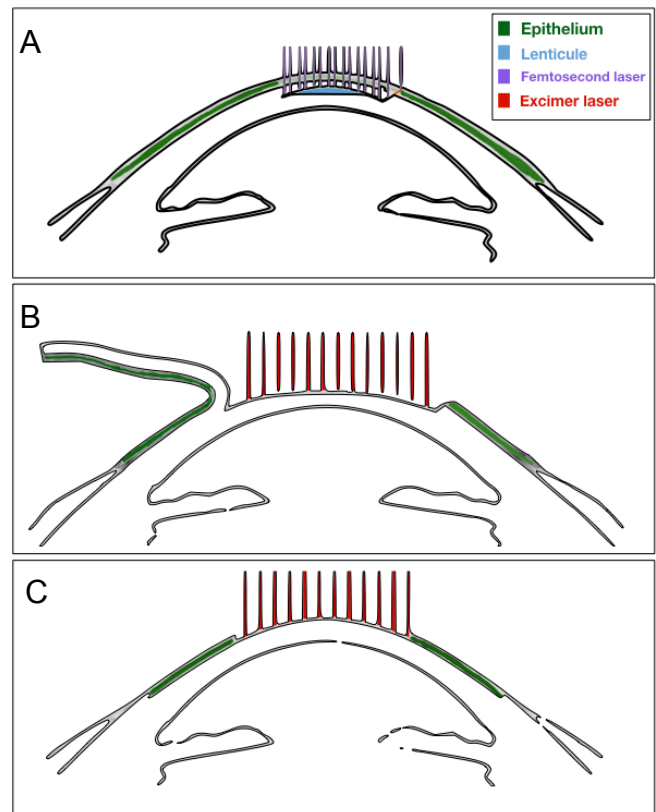 A
Epithelium
Lenticule
Femtosecond laser
Excimer laser
B
C